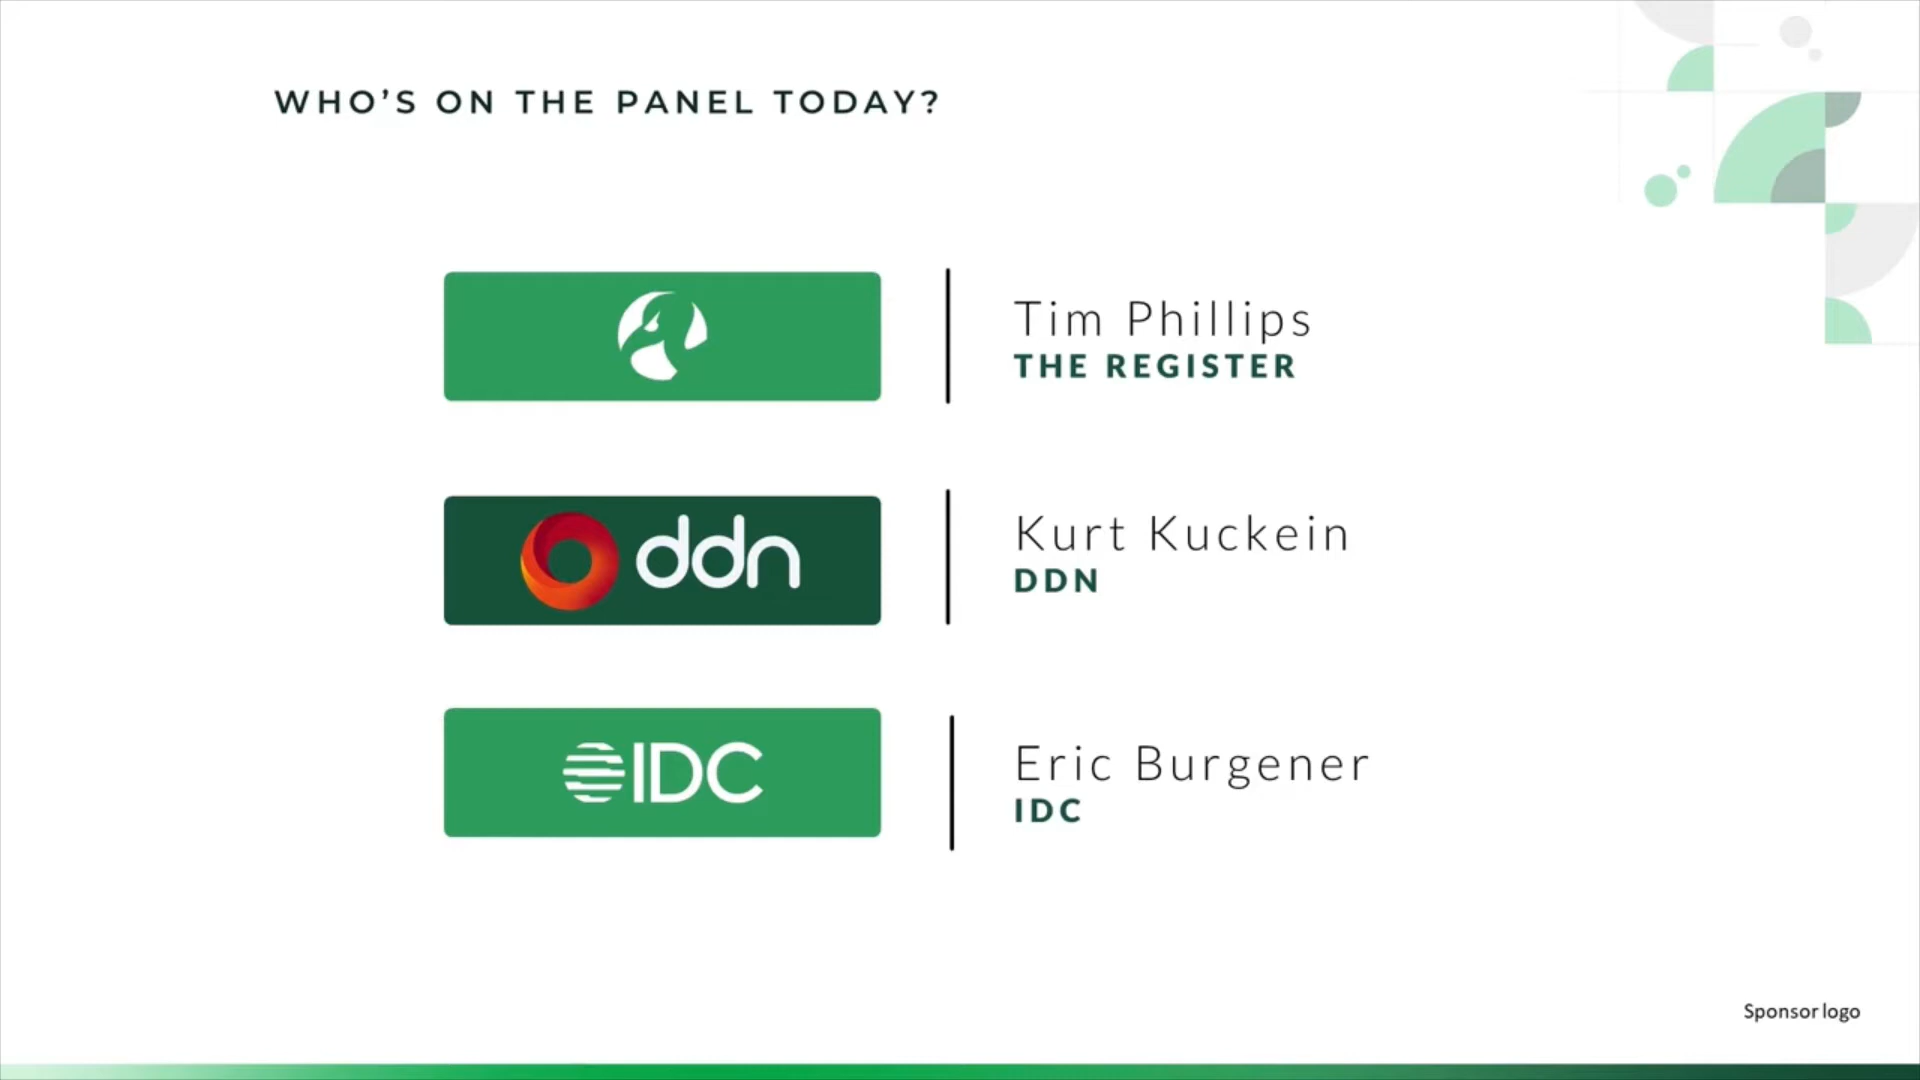 WHO’S ON THE PANEL TODAY?
Tim Phillips
THE REGISTER
ddn
Kurt Kuckein
DDN
IDC
Eric Burgener
IDC
Sponsor logo